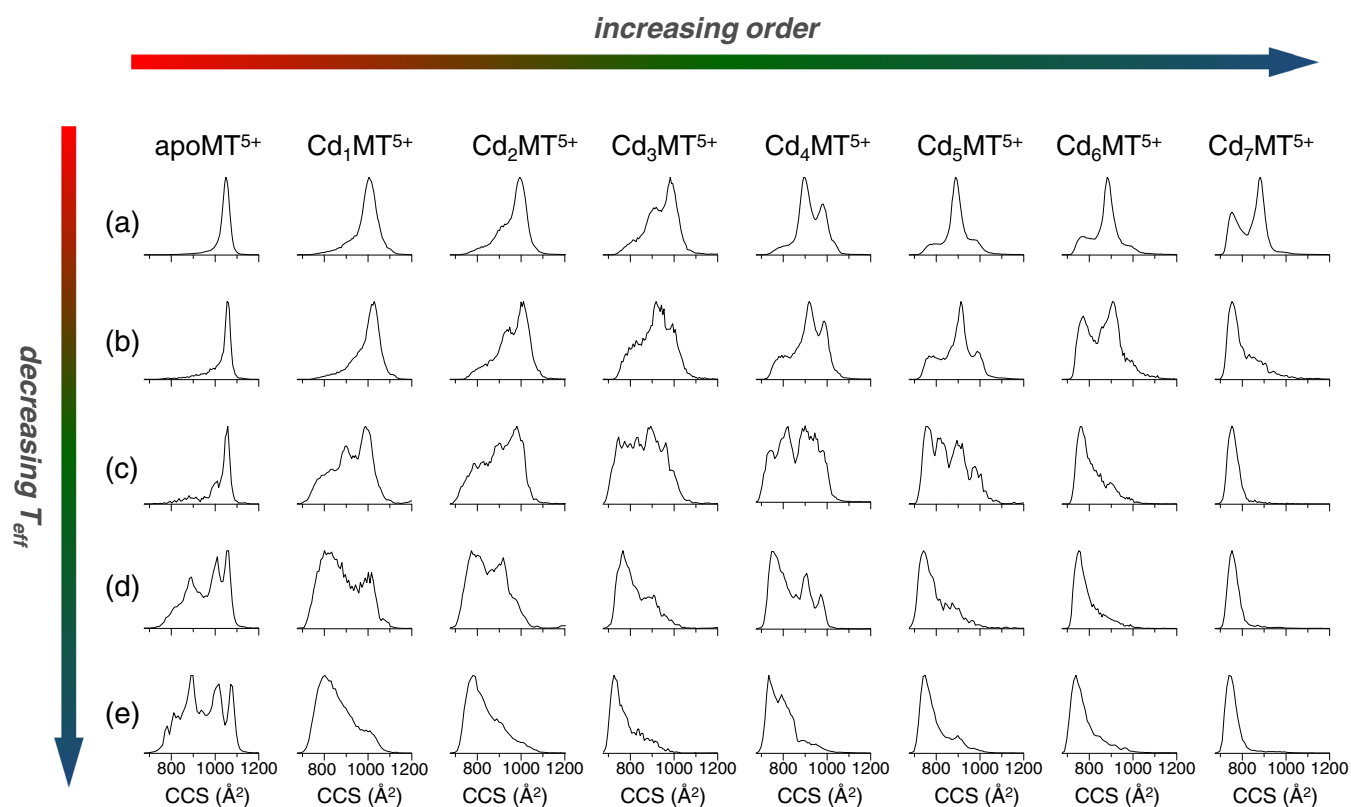 increasing order
decreasing T_eff
apoMT⁵⁺ Cd₁MT⁵⁺ Cd₂MT⁵⁺ Cd₃MT⁵⁺ Cd₄MT⁵⁺ Cd₅MT⁵⁺ Cd₆MT⁵⁺ Cd₇MT⁵⁺
(a)
(b)
(c)
(d)
(e)
800 1000 1200 800 1000 1200 800 1000 1200 800 1000 1200 800 1000 1200 800 1000 1200 800 1000 1200 800 1000 1200
CCS (Å²) CCS (Å²) CCS (Å²) CCS (Å²) CCS (Å²) CCS (Å²) CCS (Å²) CCS (Å²)